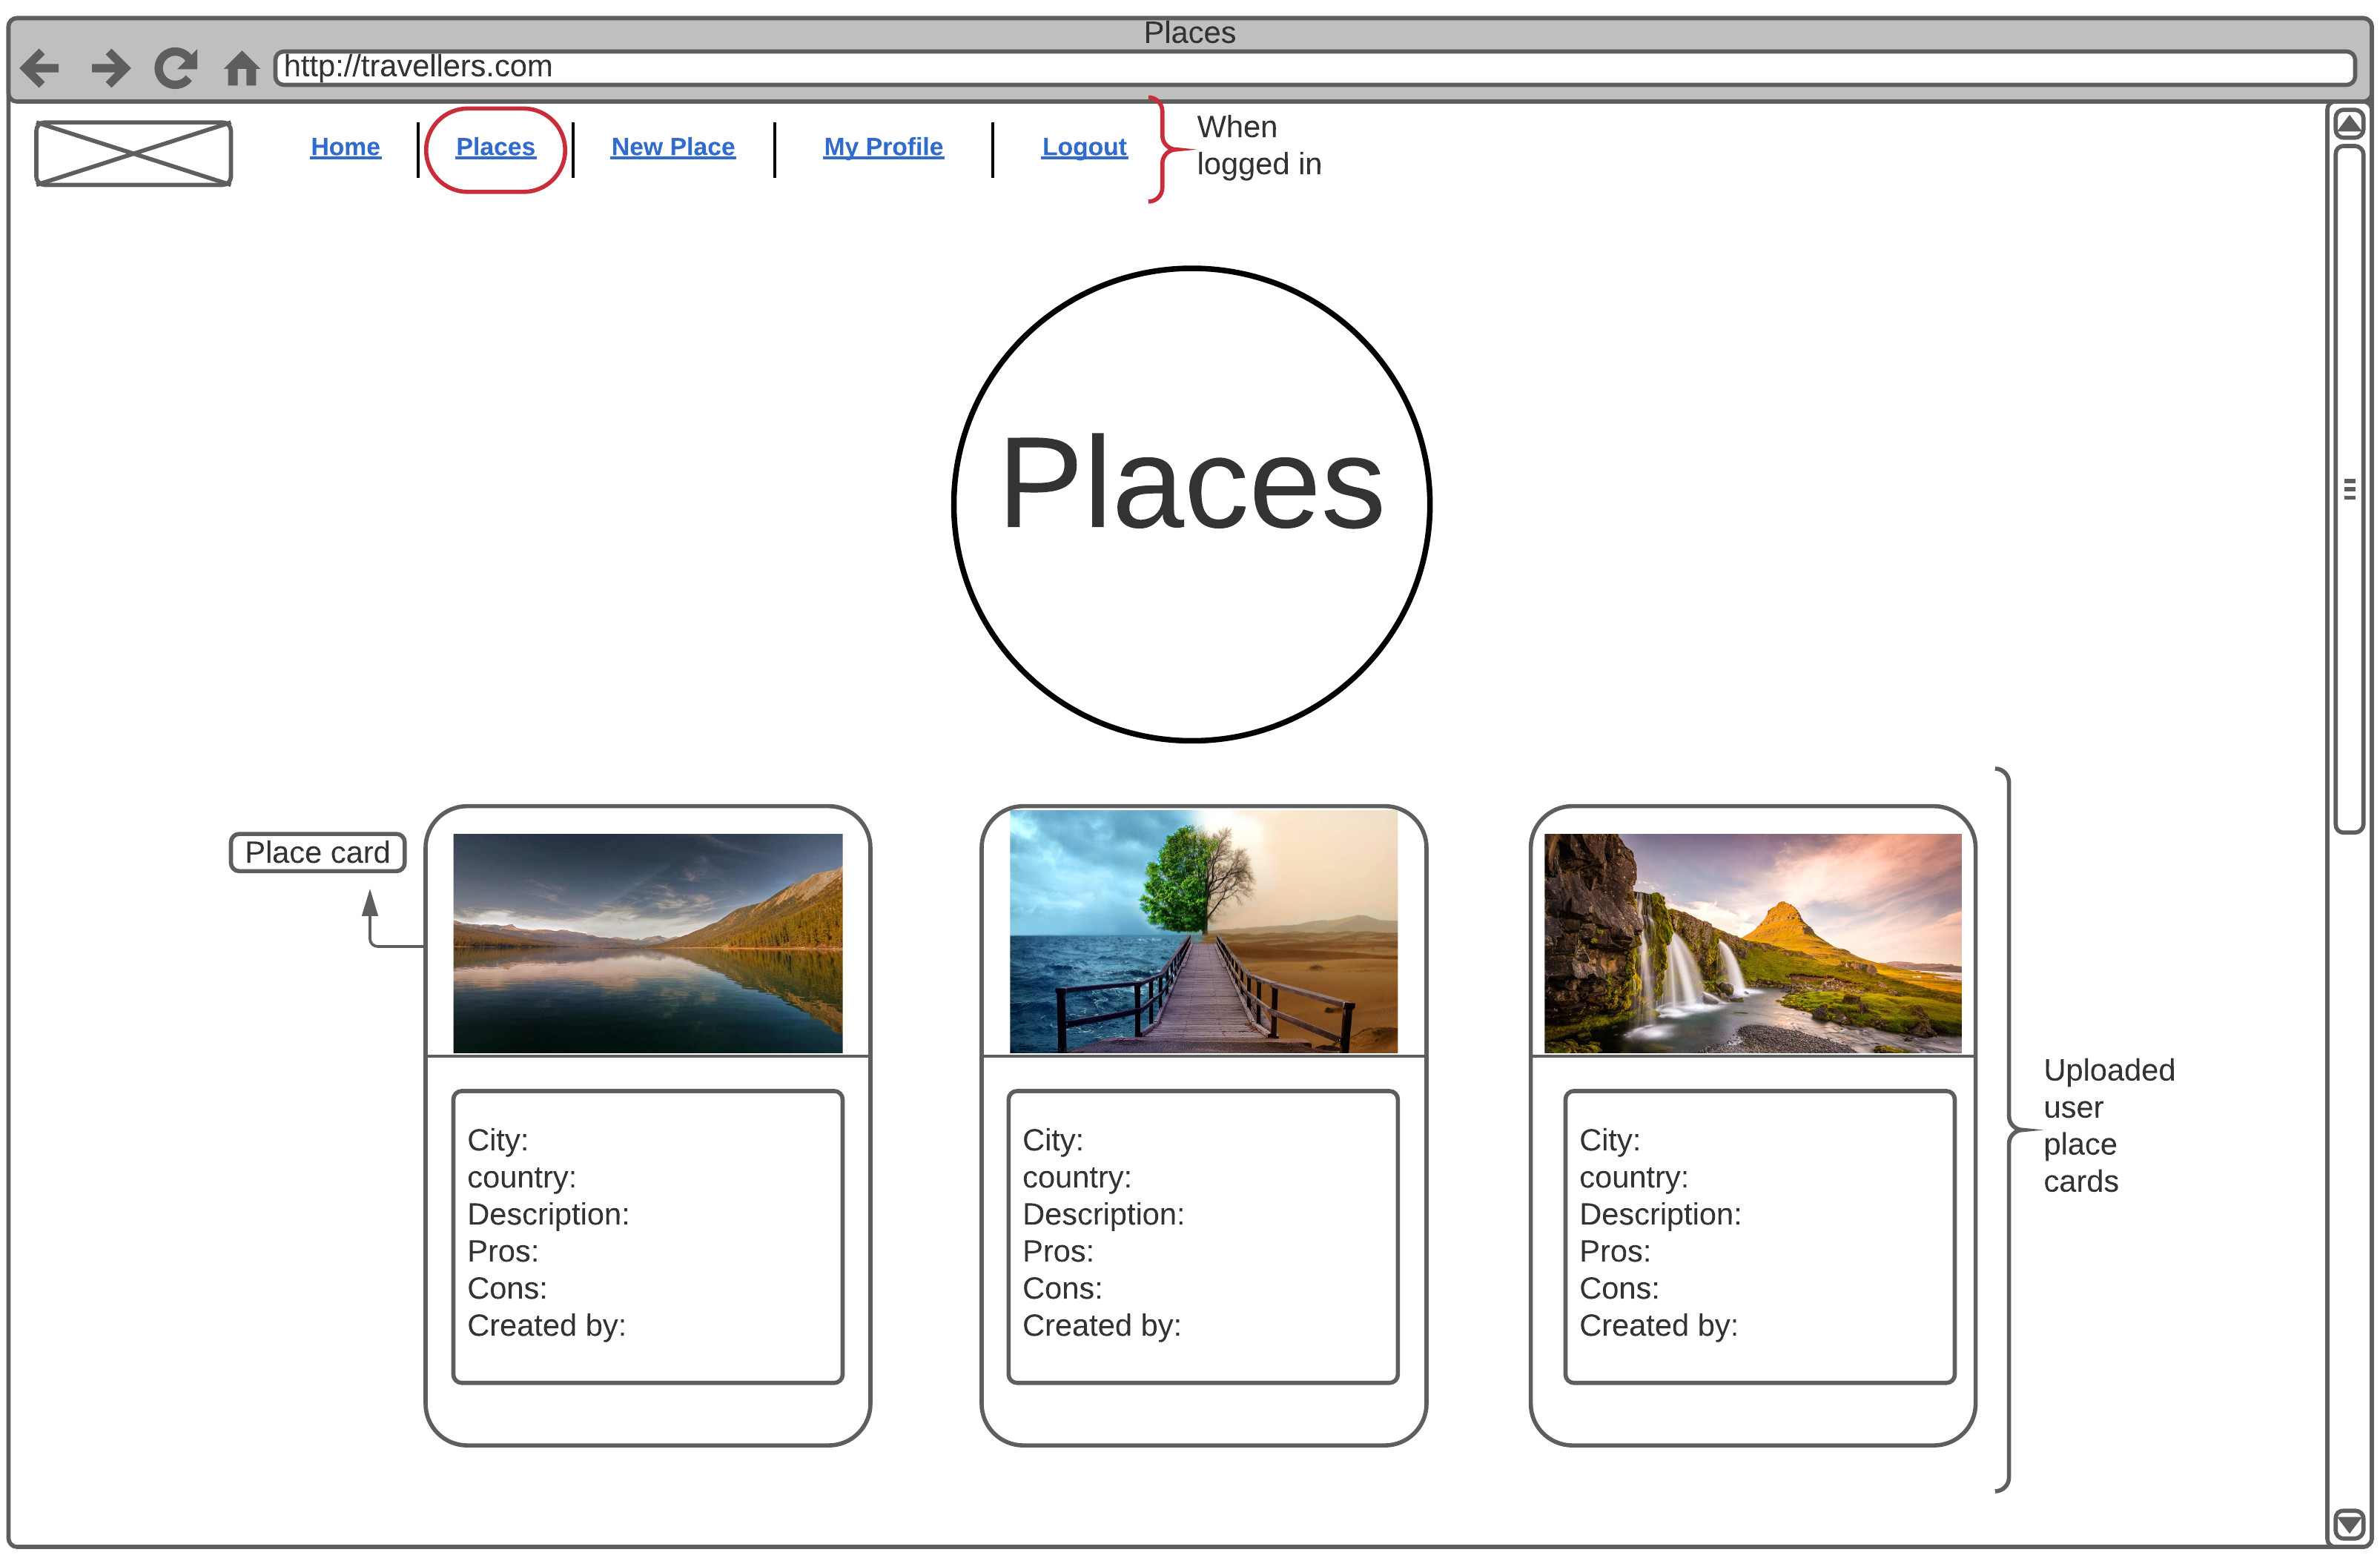 Places
http://travellers.com
Home
Places
New Place
My Profile
Logout
When
logged in
Places
Place card
City:
country:
Description:
Pros:
Cons:
Created by:
City:
country:
Description:
Pros:
Cons:
Created by:
City:
country:
Description:
Pros:
Cons:
Created by:
Uploaded
user
place
cards